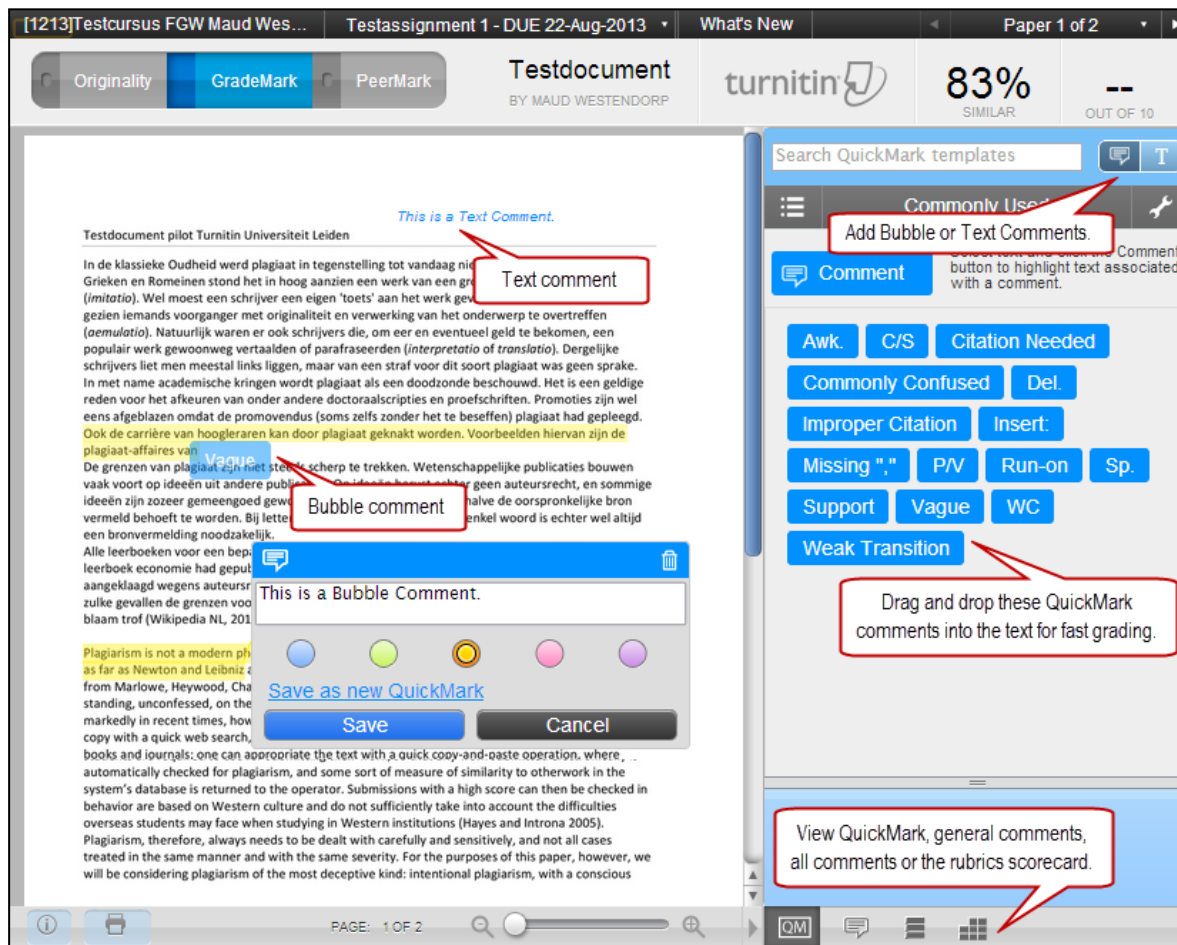 [1213]Testcursus FGW Maud Wes... Testassignment 1 - DUE 22-Aug-2013 What's New Paper 1 of 2
Originality GradeMark PeerMark
Testdocument
BY MAUD WESTENDORP
turnitin
83%
SIMILAR
--
OUT OF 10
This is a Text Comment.
Testdocument pilot Turnitin Universiteit Leiden
Text comment
In de klassieke Oudheid werd plagiaat in tegenstelling tot vandaag
Grieken en Romeinen stond het in hoog aanzien een werk van een
(imitatio). Wel moest een schrijver een eigen 'toets' aan het werk
gezien iemands voorganger met originaliteit en verwerking van het onderwerp te overtreffen
(aemulatio). Natuurlijk waren er ook schrijvers die, om eer en eventueel geld te bekomen, een
populair werk gewoonweg vertaalden of parafraseerden (interpretatio of translatio). Dergelijke
schrijvers liet men meestal links liggen, maar van een straf voor dit soort plagiaat was geen sprake.
In met name academische kringen wordt plagiaat als een doodzonde beschouwd. Het is een geldige
reden voor het afkeuren van onder andere doctoraalscripties en proefschriften. Promoties zijn wel
eens afgeblazen omdat de promovendus (soms zelfs zonder het te beseffen) plagiaat had gepleegd.
Ook de carrière van hoogleraren kan door plagiaat geknakt worden. Voorbeelden hiervan zijn de
plagiaat-affaires van
Vague
De grenzen van plagiaat zijn niet steeds scherp te trekken. Wetenschappelijke publicaties bouwen
vaak voort op ideeën uit andere echter geen auteursrecht, en sommige
ideeën zijn zozeer gemeengoed de oorspronkelijke bron
vermeld behoeft te worden. Bij enkel woord is echter wel altijd
een bronvermelding noodzakelijk.
Bubble comment
Alle leerboeken voor een
leerboek economie had
aangeklaagd wegens
zulke gevallen de grenzen
blaam trof (Wikipedia NL,
This is a Bubble Comment.
Save as new QuickMark
Save Cancel
Plagiarism is not a modern
as far as Newton and Leibniz
from Marlowe, Heywood,
standing, unconfessed, on the
markedly in recent times,
copy with a quick web search,
books and journals: one can appropriate the text with a quick copy-and-paste operation. where
automatically checked for plagiarism, and some sort of measure of similarity to otherwork in the
system's database is returned to the operator. Submissions with a high score can then be checked in
behavior are based on Western culture and do not sufficiently take into account the difficulties
overseas students may face when studying in Western institutions (Hayes and Introna 2005).
Plagiarism, therefore, always needs to be dealt with carefully and sensitively, and not all cases
treated in the same manner and with the same severity. For the purposes of this paper, however, we
will be considering plagiarism of the most deceptive kind: intentional plagiarism, with a conscious
PAGE: 1 OF 2
Search QuickMark templates
T
Commonly Used
Add Bubble or Text Comments.
Comment
Select text and click the Comment
button to highlight text associated
with a comment.
Awk. C/S Citation Needed
Commonly Confused Del.
Improper Citation Insert:
Missing "," P/V Run-on Sp.
Support Vague WC
Weak Transition
Drag and drop these QuickMark
comments into the text for fast grading.
View QuickMark, general comments,
all comments or the rubrics scorecard.
QM